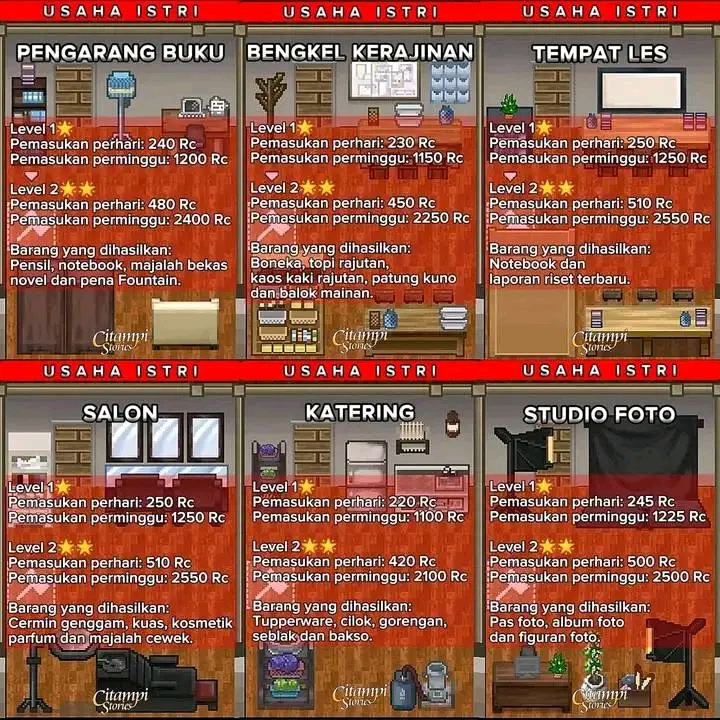 USAHA ISTRI
PENGARANG BUKU
Level 1⭐
Pemasukan perhari: 240 Rc
Pemasukan perminggu: 1200 Rc
Level 2⭐⭐
Pemasukan perhari: 480 Rc
Pemasukan perminggu: 2400 Rc
Barang yang dihasilkan:
Pensil, notebook, majalah bekas
novel dan pena Fountain.
Citampi
Stories
USAHA ISTRI
BENGKEL KERAJINAN
Level 1⭐
Pemasukan perhari: 230 Rc
Pemasukan perminggu: 1150 Rc
Level 2⭐⭐
Pemasukan perhari: 450 Rc
Pemasukan perminggu: 2250 Rc
Barang yang dihasilkan:
Boneka, topi rajutan,
kaos kaki rajutan, patung kuno
dan balok mainan.
Citampi
Stories
USAHA ISTRI
TEMPAT LES
Level 1⭐
Pemasukan perhari: 250 Rc
Pemasukan perminggu: 1250 Rc
Level 2⭐⭐
Pemasukan perhari: 510 Rc
Pemasukan perminggu: 2550 Rc
Barang yang dihasilkan:
Notebook dan
laporan riset terbaru.
Citampi
Stories
USAHA ISTRI
SALON
Level 1⭐
Pemasukan perhari: 250 Rc
Pemasukan perminggu: 1250 Rc
Level 2⭐⭐
Pemasukan perhari: 510 Rc
Pemasukan perminggu: 2550 Rc
Barang yang dihasilkan:
Cermin genggam, kuas, kosmetik
parfum dan majalah cewek.
Citampi
Stories
USAHA ISTRI
KATERING
Level 1⭐
Pemasukan perhari: 220 Rc
Pemasukan perminggu: 1100 Rc
Level 2⭐⭐
Pemasukan perhari: 420 Rc
Pemasukan perminggu: 2100 Rc
Barang yang dihasilkan:
Tupperware, cilok, gorengan,
seblak dan bakso.
Citampi
Stories
USAHA ISTRI
STUDIO FOTO
Level 1⭐
Pemasukan perhari: 245 Rc
Pemasukan perminggu: 1225 Rc
Level 2⭐⭐
Pemasukan perhari: 500 Rc
Pemasukan perminggu: 2500 Rc
Barang yang dihasilkan:
Pas foto, album foto
dan figuran foto.
Citampi
Stories